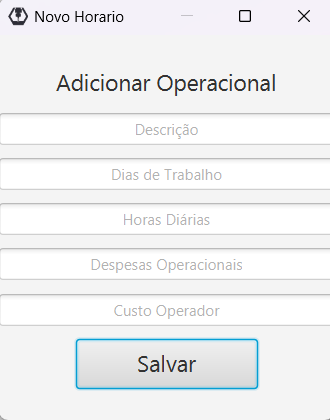 Novo Horario
Adicionar Operacional
Descrição
Dias de Trabalho
Horas Diárias
Despesas Operacionais
Custo Operador
Salvar